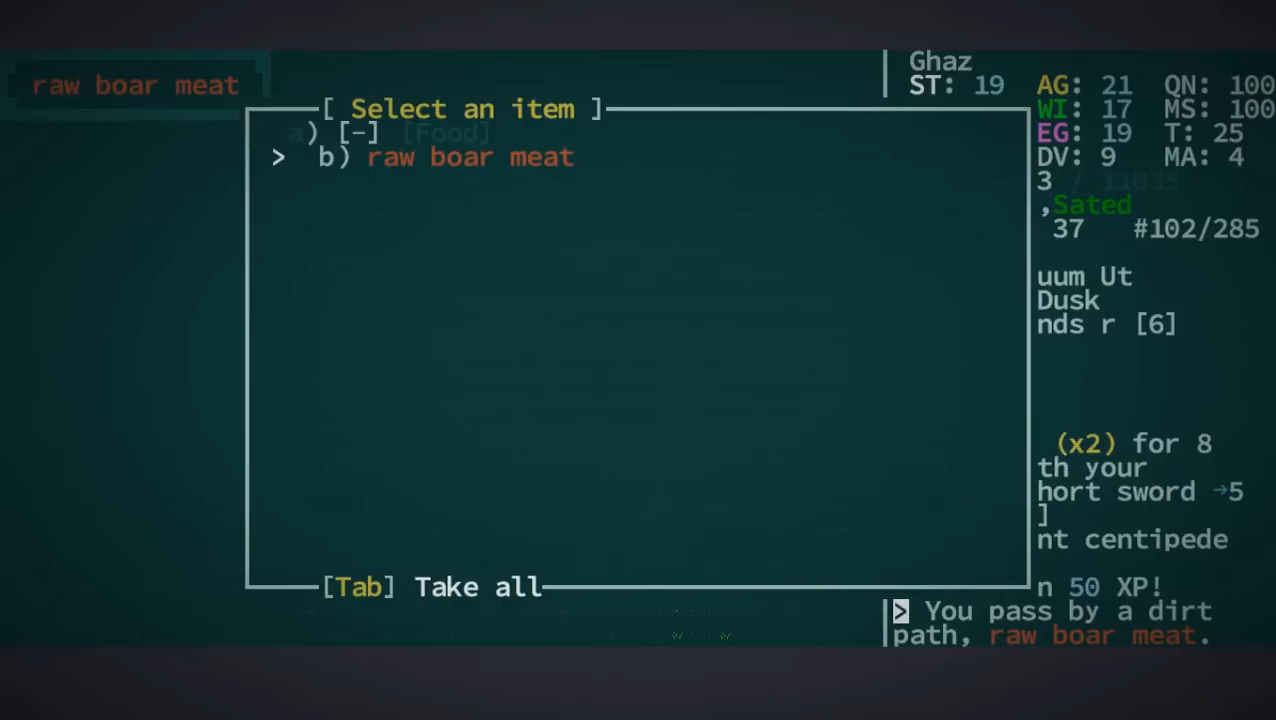 raw boar meat
[ Select an item ]
a) [-] [Food]
> b) raw boar meat
[Tab] Take all
Ghaz
ST: 19 AG: 21 QN: 100
WI: 17 MS: 100
EG: 19 T: 25
DV: 9 MA: 4
3 / 11035
,Sated
37 #102/285
uum Ut
Dusk
nds r [6]
(x2) for 8
th your
hort sword →5
]
nt centipede
n 50 XP!
> You pass by a dirt
path, raw boar meat.